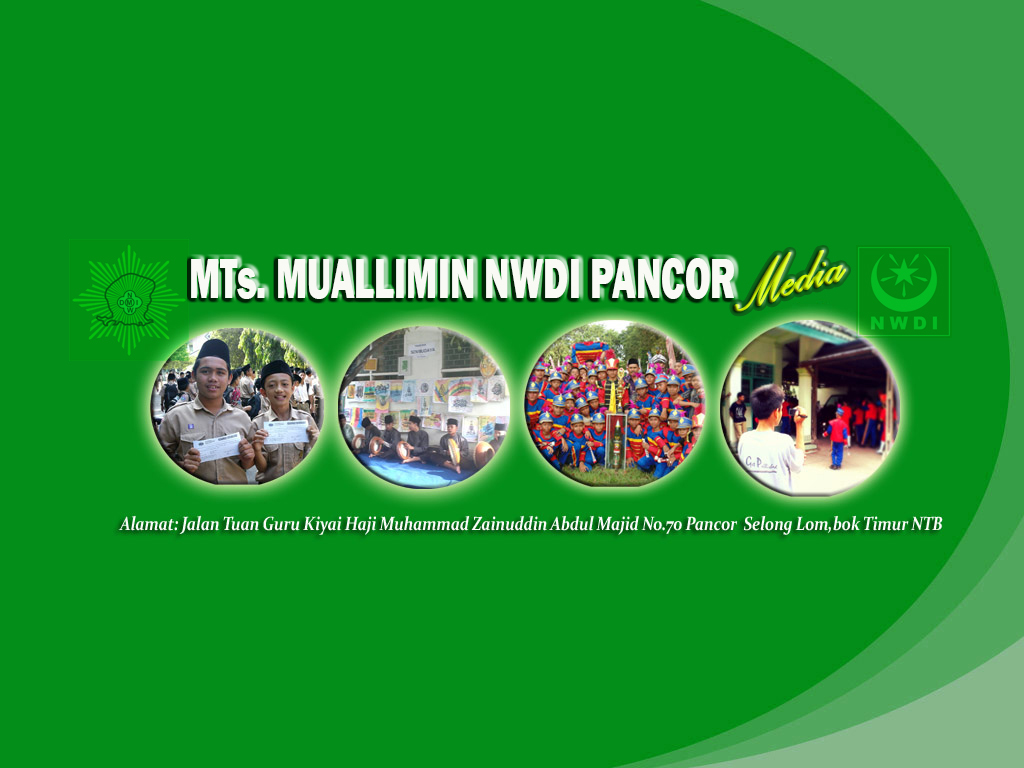 MTs. MUALLIMIN NWDI PANCOR Media
NWDI
Alamat: Jalan Tuan Guru Kiyai Haji Muhammad Zainuddin Abdul Majid No.70 Pancor Selong Lom,bok Timur NTB